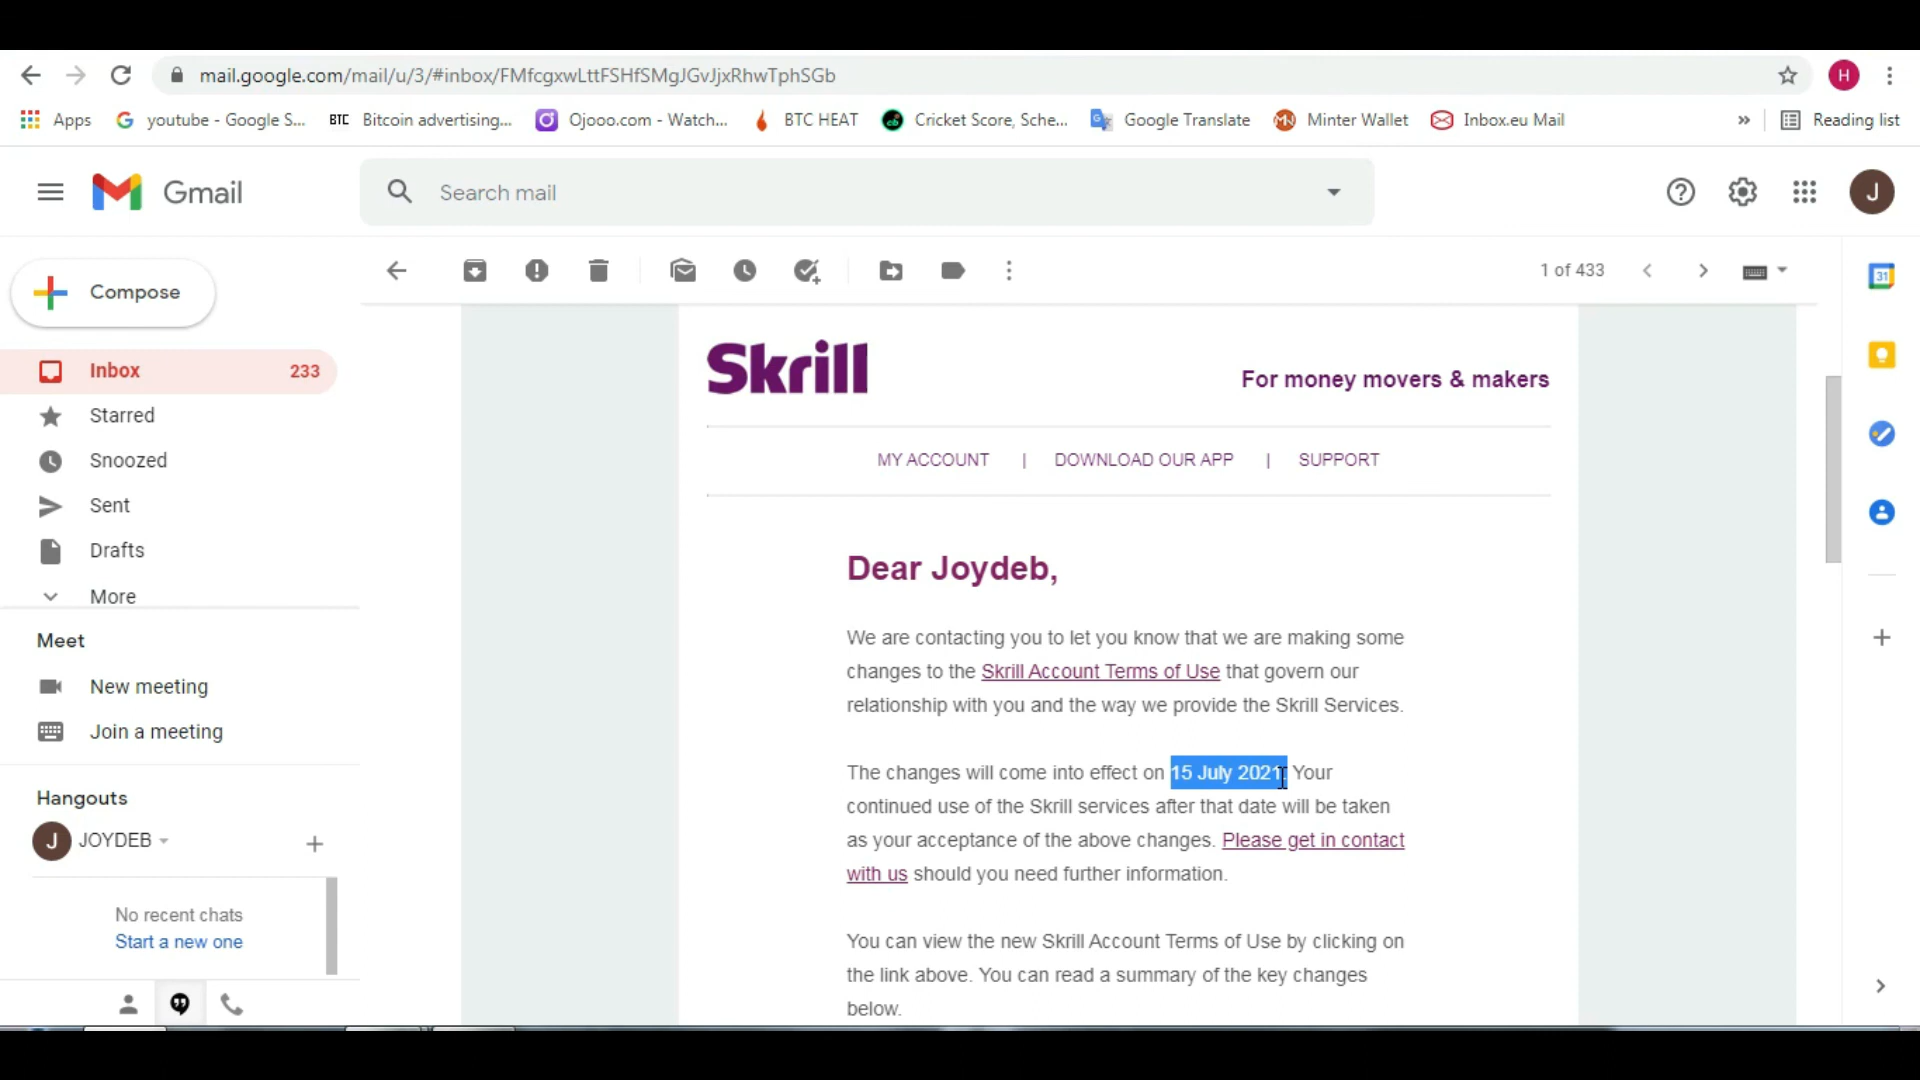 mail.google.com/mail/u/3/#inbox/FMfcgxwLttFSHfSMgJGvJjxRhwTphSGb
H
Apps
youtube - Google S...
BTC Bitcoin advertising...
Ojooo.com - Watch...
BTC HEAT
Cricket Score, Sche...
Google Translate
Minter Wallet
Inbox.eu Mail
»
Reading list
Gmail
Search mail
J
Compose
1 of 433
31
Inbox 233
Starred
Snoozed
Sent
Drafts
More
Meet
New meeting
Join a meeting
Hangouts
J JOYDEB
No recent chats
Start a new one
Skrill
For money movers & makers
MY ACCOUNT | DOWNLOAD OUR APP | SUPPORT
Dear Joydeb,
We are contacting you to let you know that we are making some
changes to the Skrill Account Terms of Use that govern our
relationship with you and the way we provide the Skrill Services.
The changes will come into effect on 15 July 2021. Your
continued use of the Skrill services after that date will be taken
as your acceptance of the above changes. Please get in contact
with us should you need further information.
You can view the new Skrill Account Terms of Use by clicking on
the link above. You can read a summary of the key changes
below.